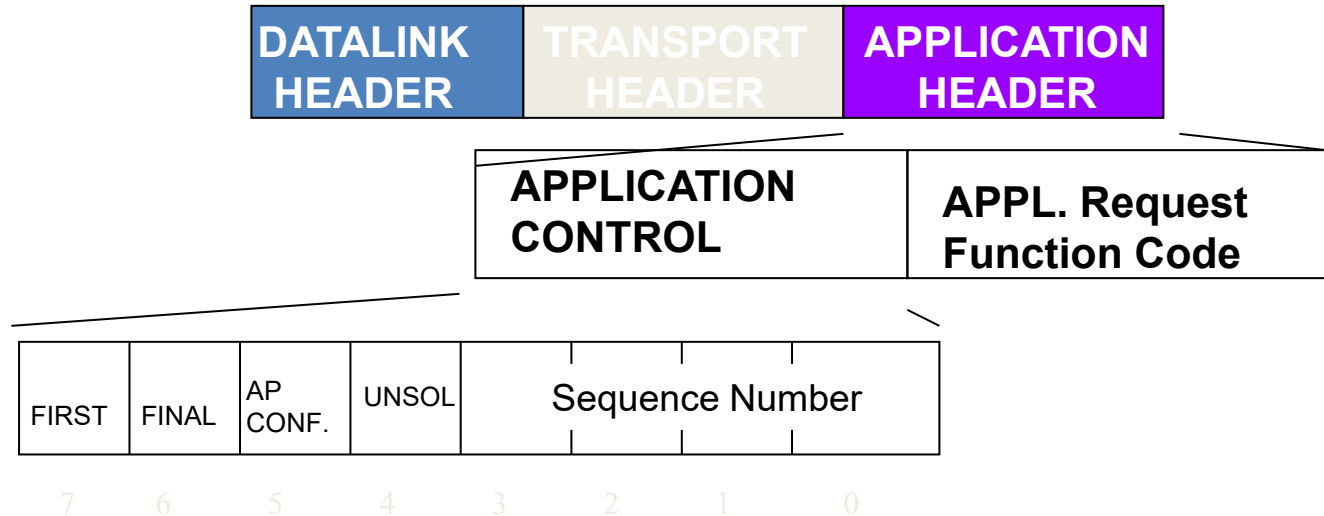 DATALINK
HEADER
TRANSPORT
HEADER
APPLICATION
HEADER
APPLICATION
CONTROL
APPL. Request
Function Code
FIRST
FINAL
AP
CONF.
UNSOL
Sequence Number
7 6 5 4 3 2 1 0